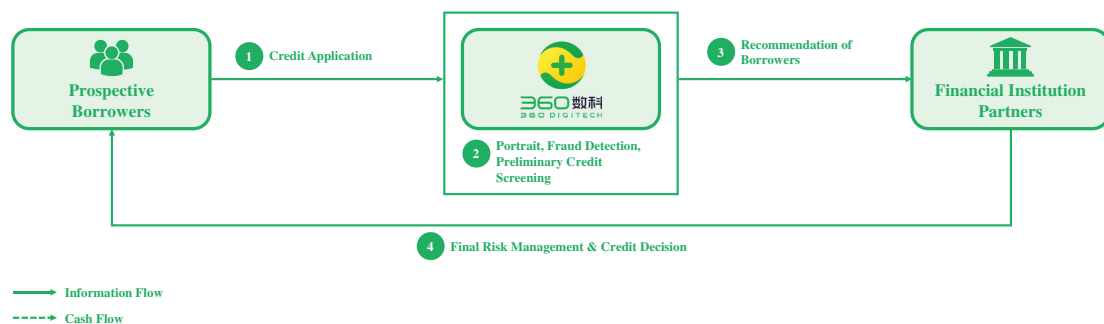 Prospective
Borrowers
1
Credit Application
360数科
360 DIGITECH
2
Portrait, Fraud Detection,
Preliminary Credit
Screening
3
Recommendation of
Borrowers
Financial Institution
Partners
4
Final Risk Management & Credit Decision
Information Flow
Cash Flow